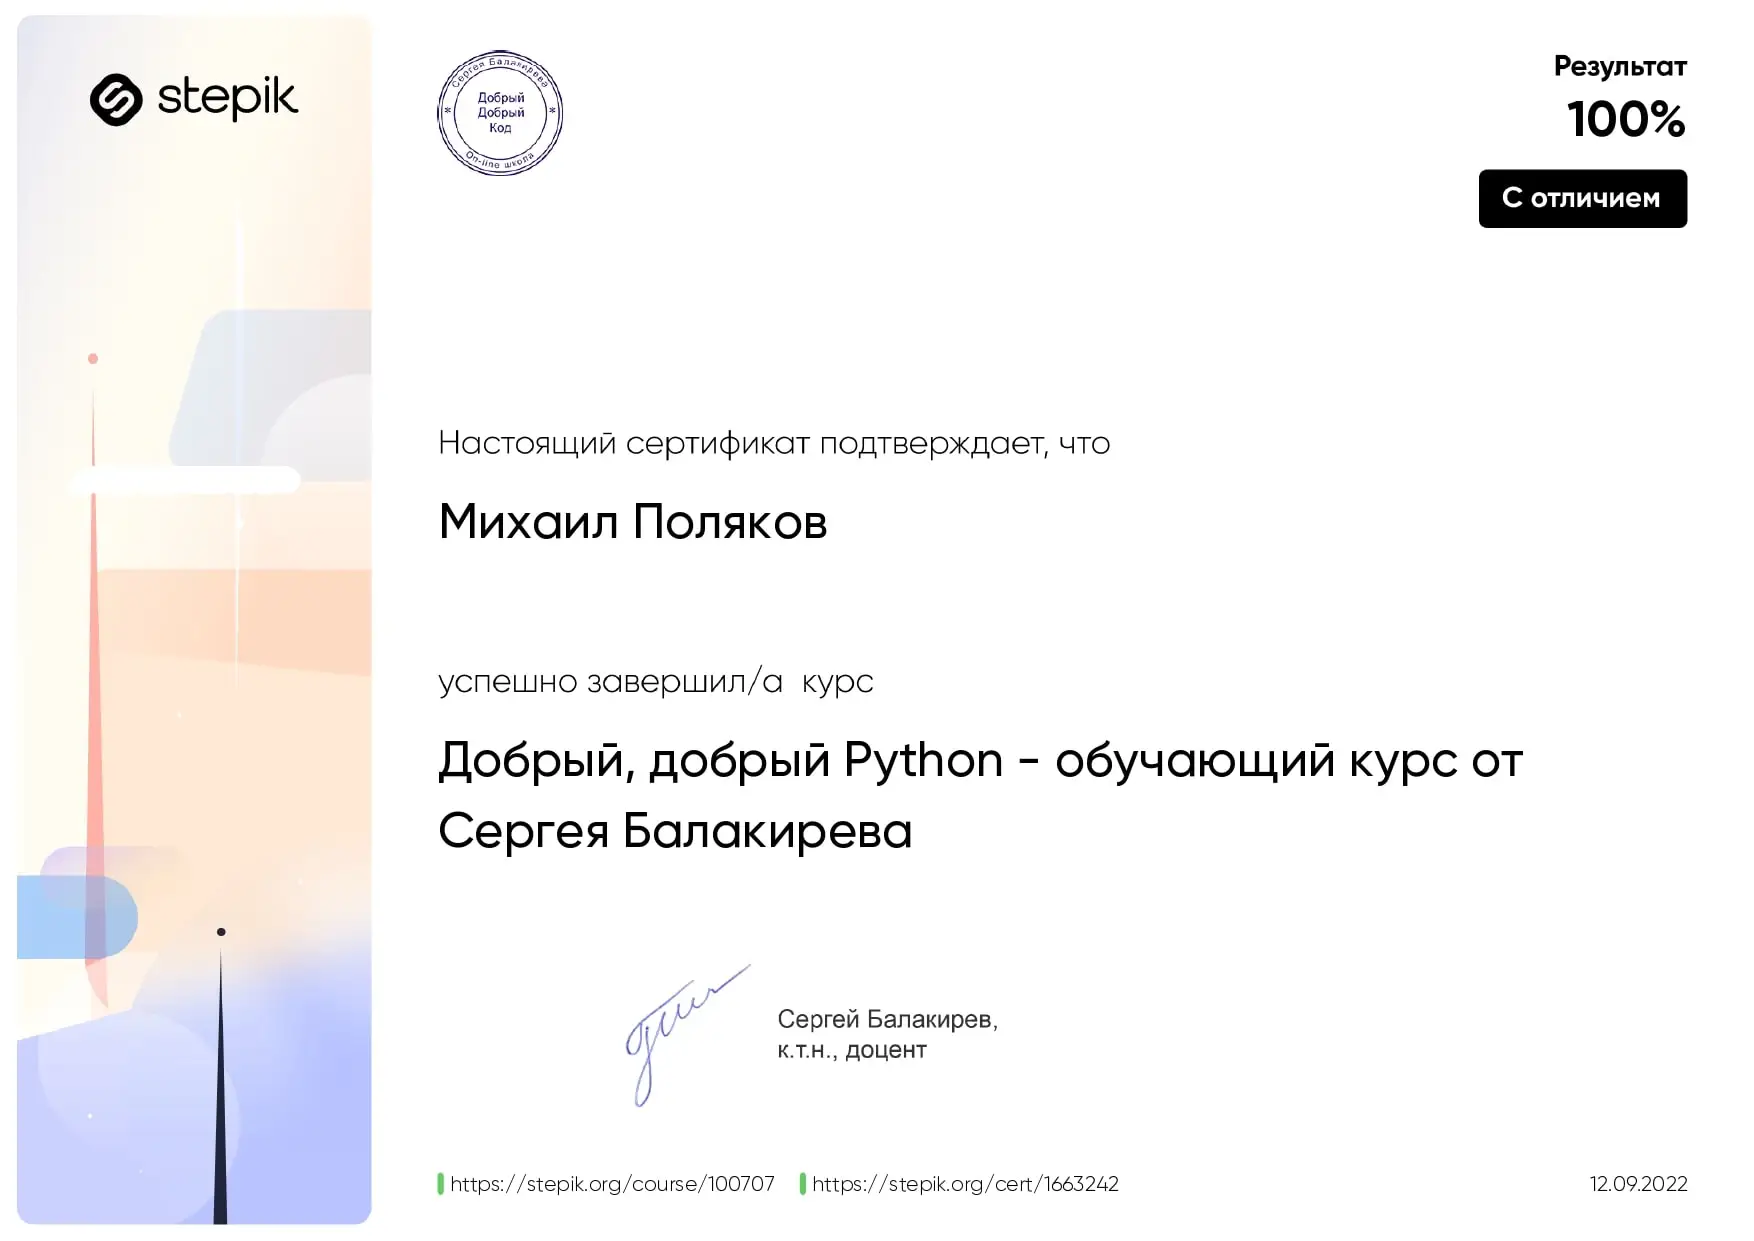 stepik
Сергея Балакирева
Добрый
Добрый
Код
On-line школа
Результат
100%
С отличием
Настоящий сертификат подтверждает, что
Михаил Поляков
успешно завершил/а курс
Добрый, добрый Python - обучающий курс от
Сергея Балакирева
Сергей Балакирев,
к.т.н., доцент
https://stepik.org/course/100707 https://stepik.org/cert/1663242 12.09.2022